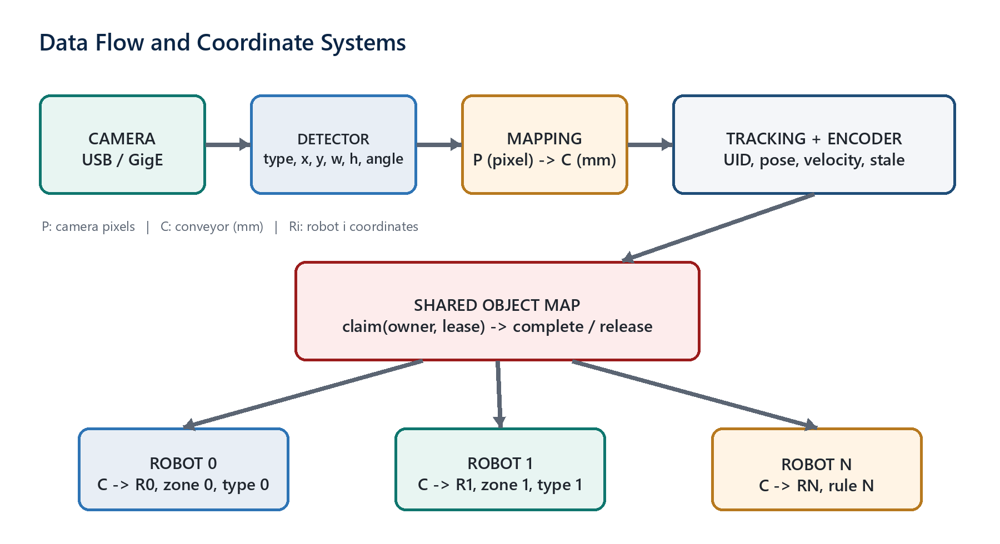 Data Flow and Coordinate Systems
CAMERA
USB / GigE
DETECTOR
type, x, y, w, h, angle
MAPPING
P (pixel) -> C (mm)
TRACKING + ENCODER
UID, pose, velocity, stale
P: camera pixels | C: conveyor (mm) | Ri: robot i coordinates
SHARED OBJECT MAP
claim(owner, lease) -> complete / release
ROBOT 0
C -> R0, zone 0, type 0
ROBOT 1
C -> R1, zone 1, type 1
ROBOT N
C -> RN, rule N